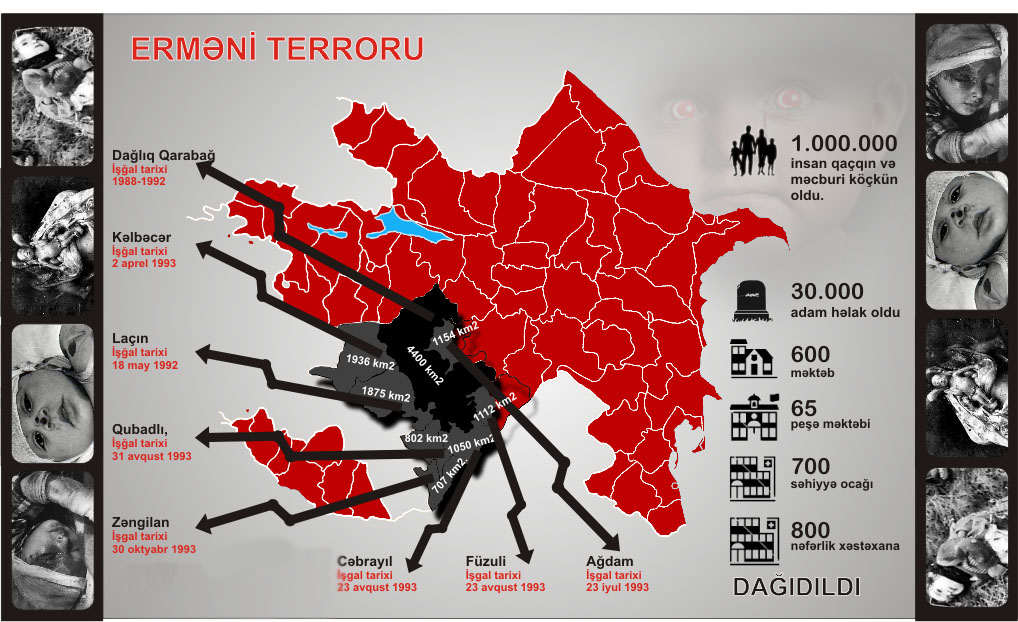 ERMƏNİ TERRORU
Dağlıq Qarabağ
İşğal tarixi
1988-1992
Kəlbəcər
İşğal tarixi
2 aprel 1993
Laçın
İşğal tarixi
18 may 1992
Qubadlı,
İşğal tarixi
31 avqust 1993
Zəngilan
İşğal tarixi
30 oktyabr 1993
Cəbrayıl
İşğal tarixi
23 avqust 1993
Füzuli
İşğal tarixi
23 avqust 1993
Ağdam
İşğal tarixi
23 iyul 1993
1154 km2
4400 km2
1936 km2
1875 km2
1112 km2
802 km2
1050 km2
707 km2.
1.000.000
insan qaçqın və
məcburi köçkün
oldu.
30.000
adam həlak oldu
600
məktəb
65
peşə məktəbi
700
səhiyyə ocağı
800
nəfərlik xəstəxana
DAĞIDILDI